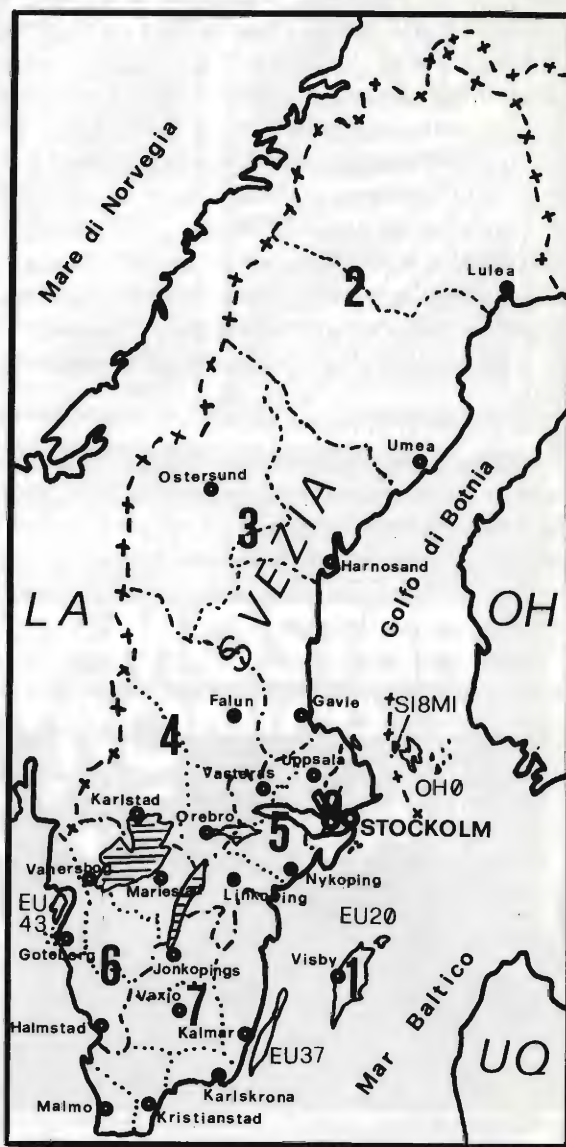 Mare di Norvegia
2
Lulea
Umea
Ostersund
3
SVEZIA
Harnosand
Golfo di Botnia
LA
OH
Falun
Gavle
SI8MI
4
Uppsala
Vasteras
OH0
Karlstad
Orebro
5
STOCKOLM
Vanersbog
Mariestad
Linkoping
Nykoping
EU
43
EU20
Goteborg
Visby
1
6
Jonkopings
Vaxjo
7
Halmstad
Kalmar
Mar Baltico
EU37
UQ
Karlskrona
Malmo
Kristianstad